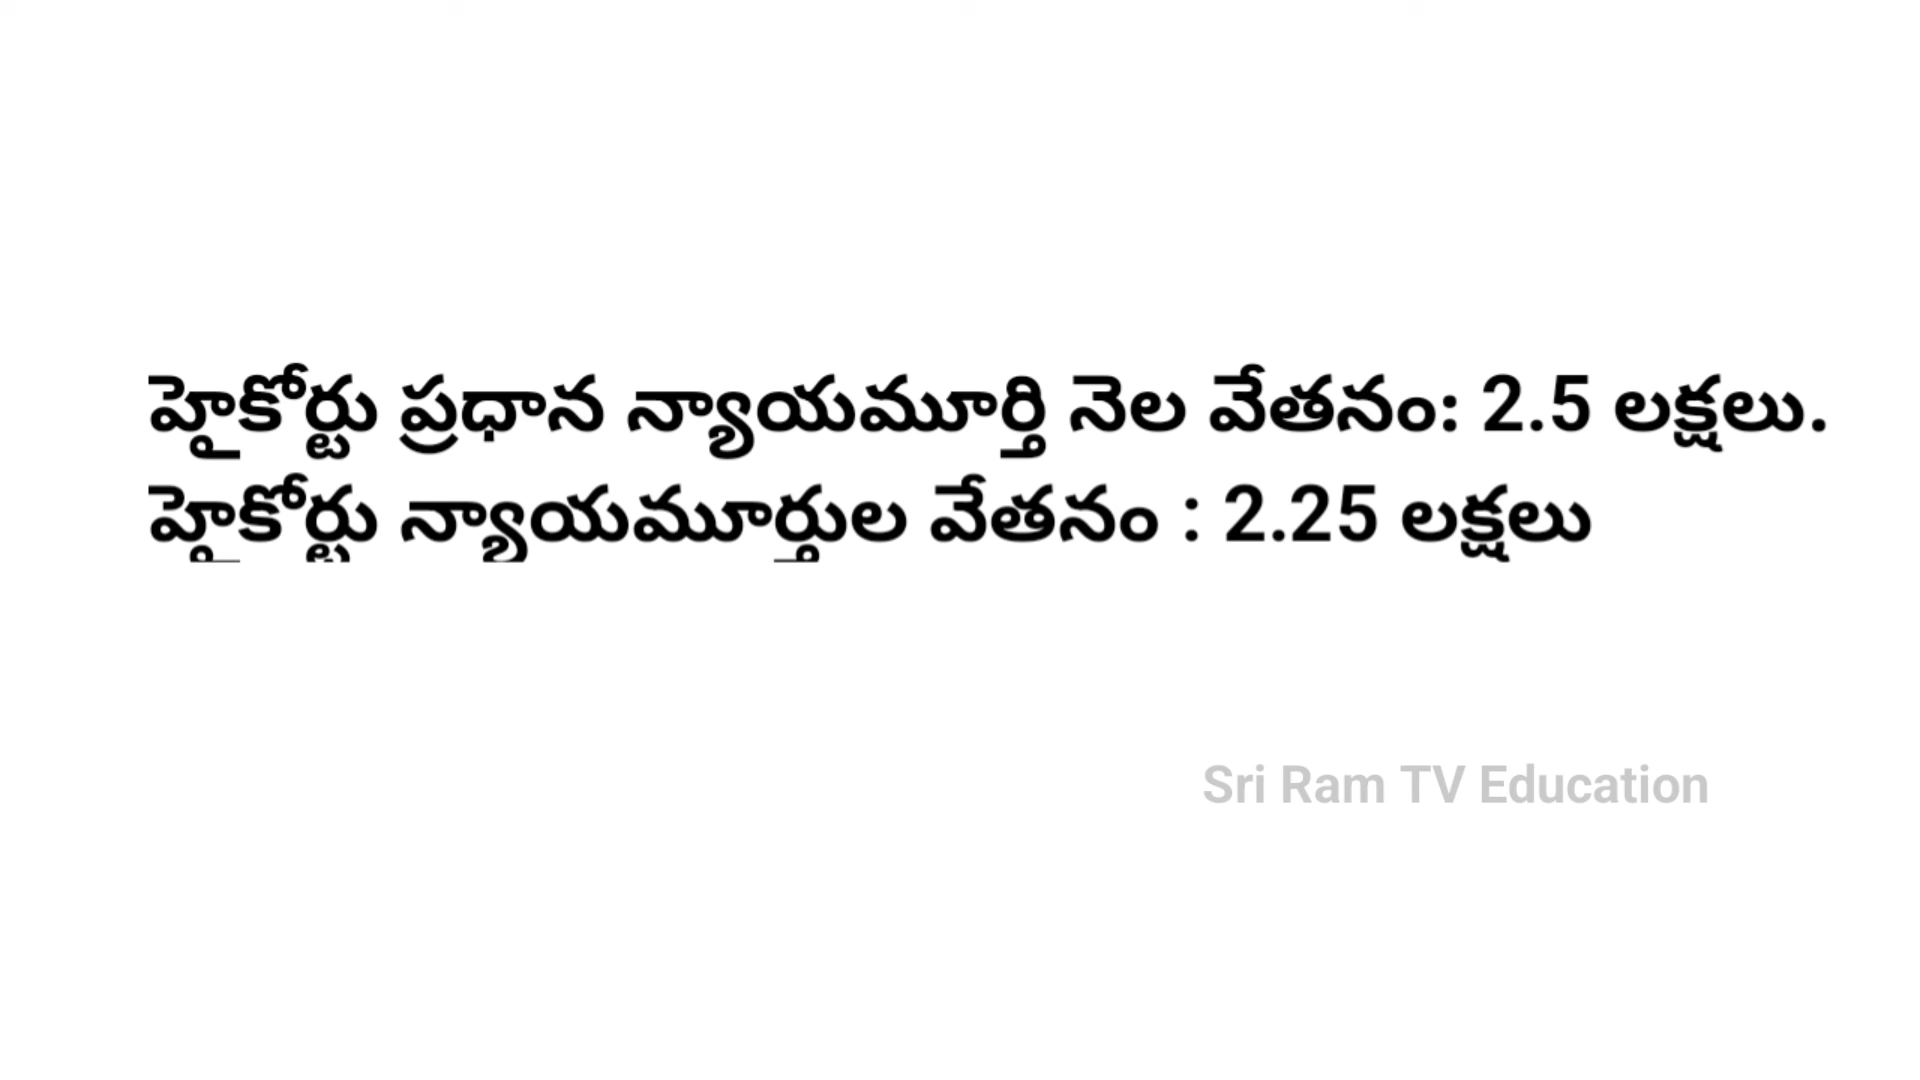 హైకోర్టు ప్రధాన న్యాయమూర్తి నెల వేతనం: 2.5 లక్షలు.
హైకోర్టు న్యాయమూర్తుల వేతనం : 2.25 లక్షలు
Sri Ram TV Education